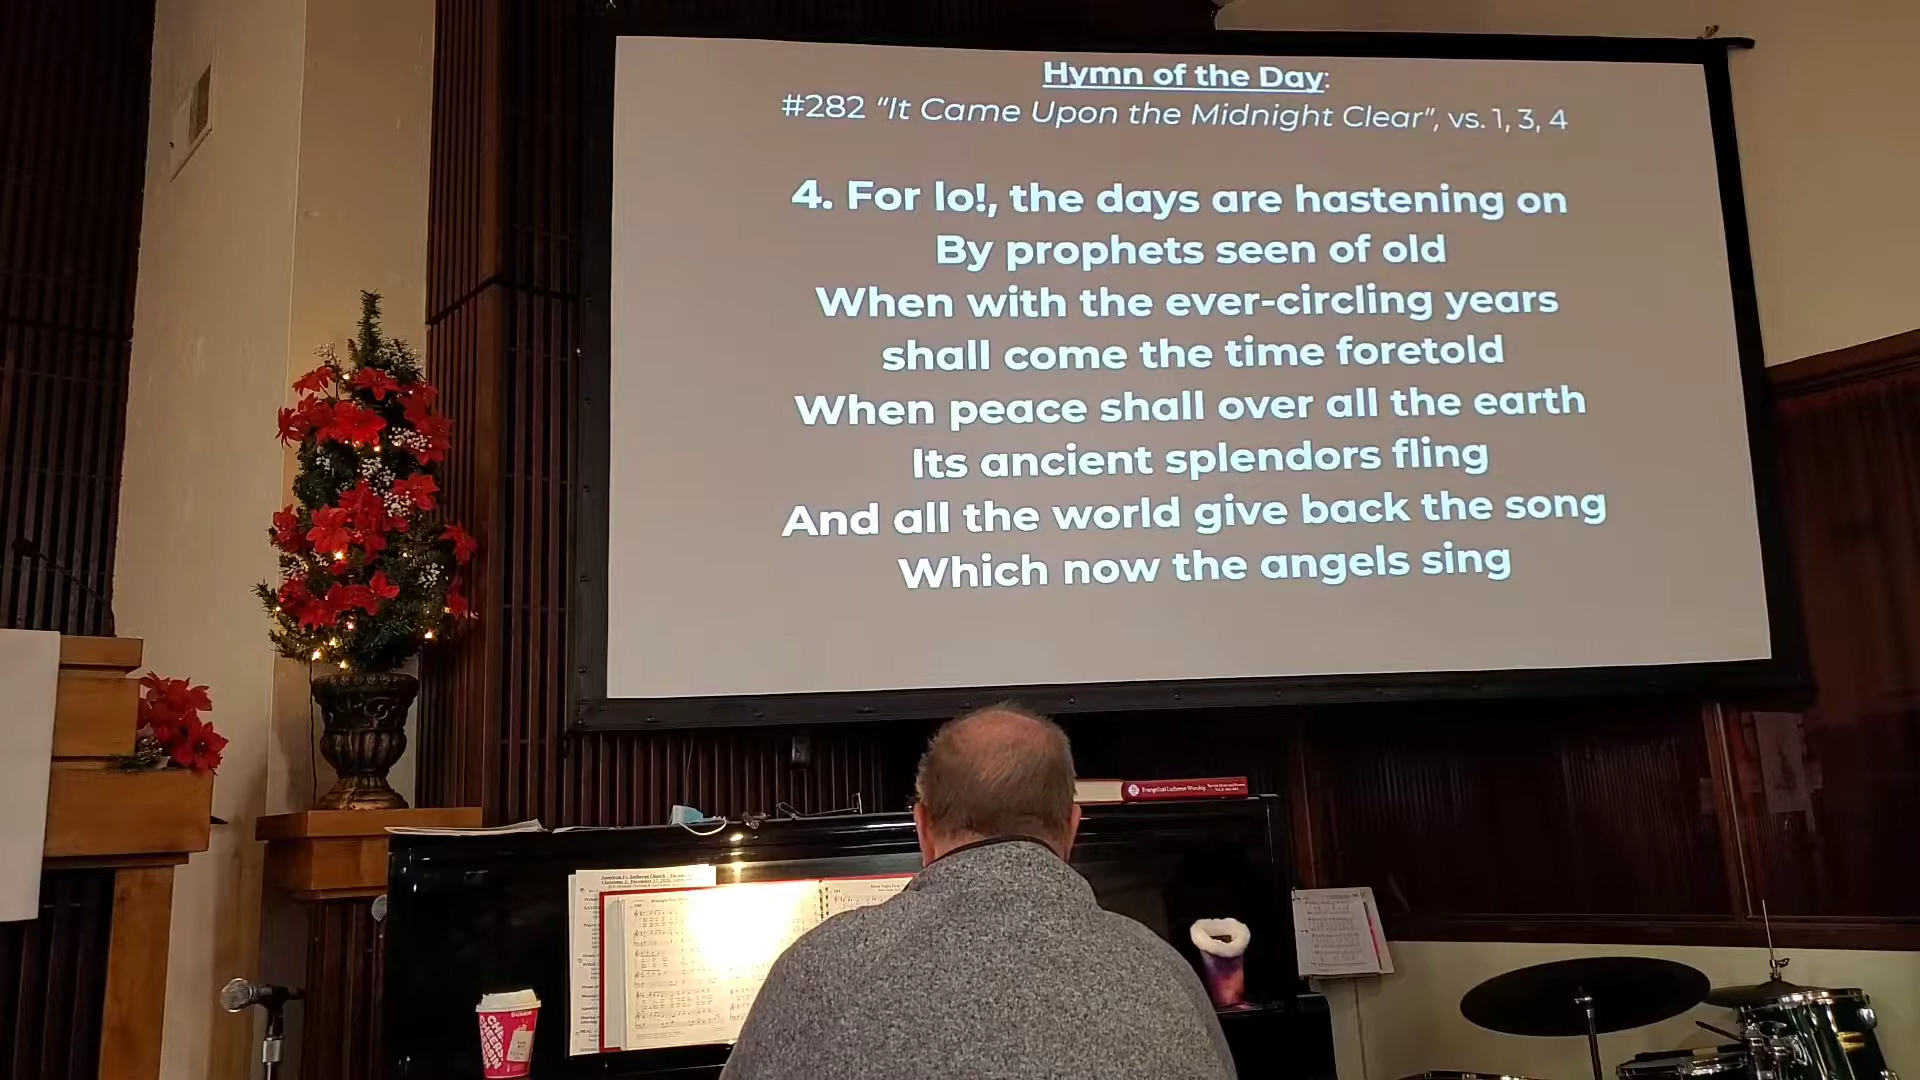 Hymn of the Day:
#282 “It Came Upon the Midnight Clear”, vs. 1, 3, 4
4. For lo!, the days are hastening on
By prophets seen of old
When with the ever-circling years
shall come the time foretold
When peace shall over all the earth
Its ancient splendors fling
And all the world give back the song
Which now the angels sing
Evangelical Lutheran Worship